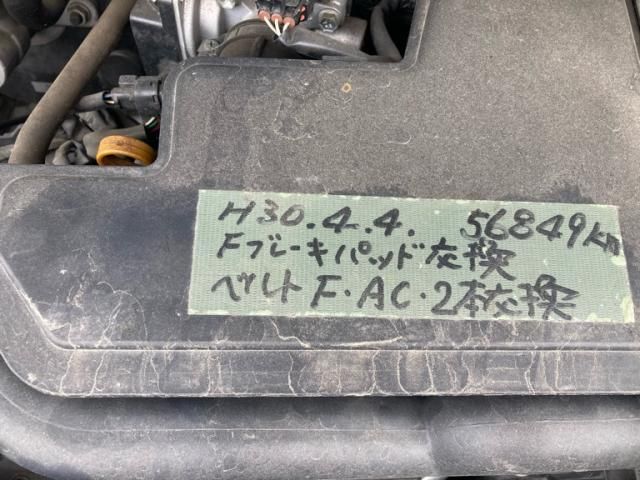 H30.4.4. 56849km
Fブレーキパッド交換
ベルト F・AC・2本交換